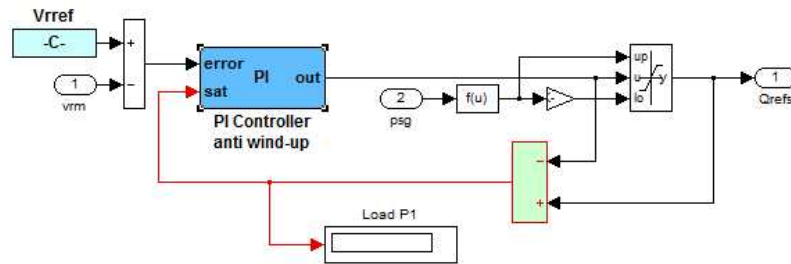 Vrref
-C-
+
−
1
vrm
error
sat
PI
out
PI Controller
anti wind-up
2
psg
f(u)
-
up
u
lo
y
1
Qrefs
−
+
Load P1